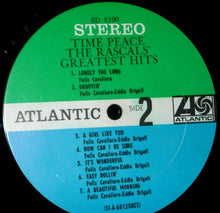 SD 8190
STEREO
TIME PEACE
THE RASCALS'
GREATEST HITS
1. LONELY TOO LONG
Felix Cavaliere
2. GROOVIN'
Felix Cavaliere-Eddie Brigati
ATLANTIC
SIDE 2
ATLANTIC
3. A GIRL LIKE YOU
Felix Cavaliere-Eddie Brigati
4. HOW CAN I BE SURE
Felix Cavaliere-Eddie Brigati
5. IT'S WONDERFUL
Felix Cavaliere-Eddie Brigati
6. EASY ROLLIN'
Felix Cavaliere-Eddie Brigati
7. A BEAUTIFUL MORNING
Felix Cavaliere-Eddie Brigati